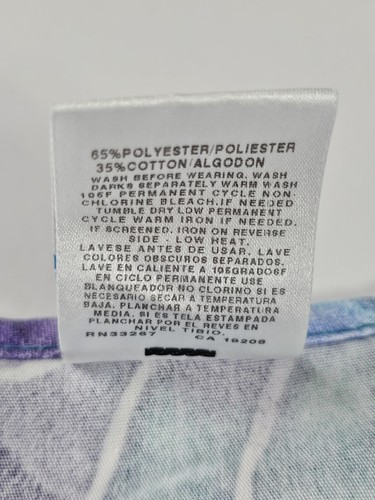 65%POLYESTER/POLIESTER
35%COTTON/ALGODON
WASH BEFORE WEARING. WASH
DARKS SEPARATELY WARM WASH
105F PERMANENT CYCLE NON-
CHLORINE BLEACH.IF NEEDED
TUMBLE DRY LOW PERMANENT
CYCLE WARM IRON IF NEEDED.
IF SCREENED. IRON ON REVERSE
SIDE - LOW HEAT.
LAVESE ANTES DE USAR. LAVE
COLORES OBSCUROS SEPARADOS.
LAVE EN CALIENTE A 105GRADOSF
EN CICLO PERMANENTE USE
BLANQUEADOR NO CLORINO SI ES
NECESARIO SECAR A TEMPERATURA
BAJA. PLANCHAR A TEMPERATURA
MEDIA. SI ES TELA ESTAMPADA
PLANCHAR POR EL REVES EN
NIVEL TIBIO.
RN33267 CA 19208